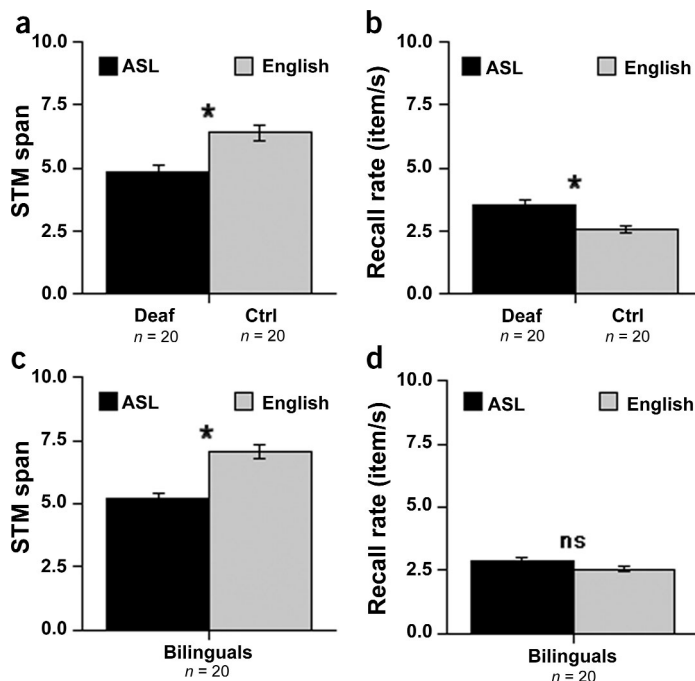 a
10.0
ASL English
*
7.5
5.0
2.5
0.0
STM span
Deaf Ctrl
n = 20 n = 20
b
10.0
ASL English
7.5
5.0
*
2.5
0.0
Recall rate (item/s)
Deaf Ctrl
n = 20 n = 20
c
10.0
ASL English
*
7.5
5.0
2.5
0.0
STM span
Bilinguals
n = 20
d
10.0
ASL English
7.5
5.0
ns
2.5
0.0
Recall rate (item/s)
Bilinguals
n = 20